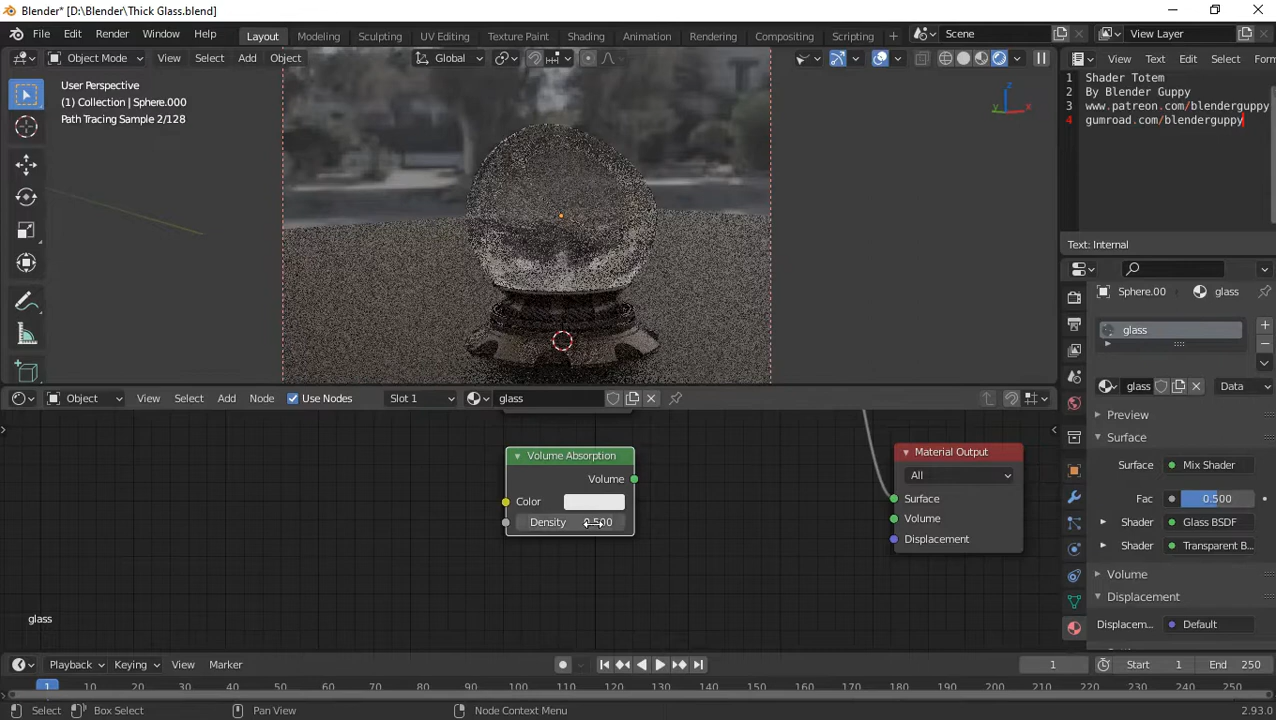 Blender* [D:\Blender\Thick Glass.blend]
File Edit Render Window Help Layout Modeling Sculpting UV Editing Texture Paint Shading Animation Rendering Compositing Scripting + Scene View Layer
Object Mode View Select Add Object Global View Text Edit Select Form
User Perspective
(1) Collection | Sphere.000
Path Tracing Sample 2/128
Z
Y
X
1 Shader Totem
2 By Blender Guppy
3 www.patreon.com/blenderguppy
4 gumroad.com/blenderguppy
Text: Internal
Sphere.00 glass
glass
glass Data
Preview
Surface
Surface Mix Shader
Fac 0.500
Shader Glass BSDF
Shader Transparent B...
Volume
Displacement
Displacem... Default
Object View Select Add Node Use Nodes Slot 1 glass
Volume Absorption
Volume
Color
Density 0.500
Material Output
All
Surface
Volume
Displacement
glass
Playback Keying View Marker 1 Start 1 End 250
1 10 20 30 40 50 60 70 80 90 100 110 120 130 140 150 160 170 180 190 200 210 220 230 240 250
Select Box Select Pan View Node Context Menu 2.93.0